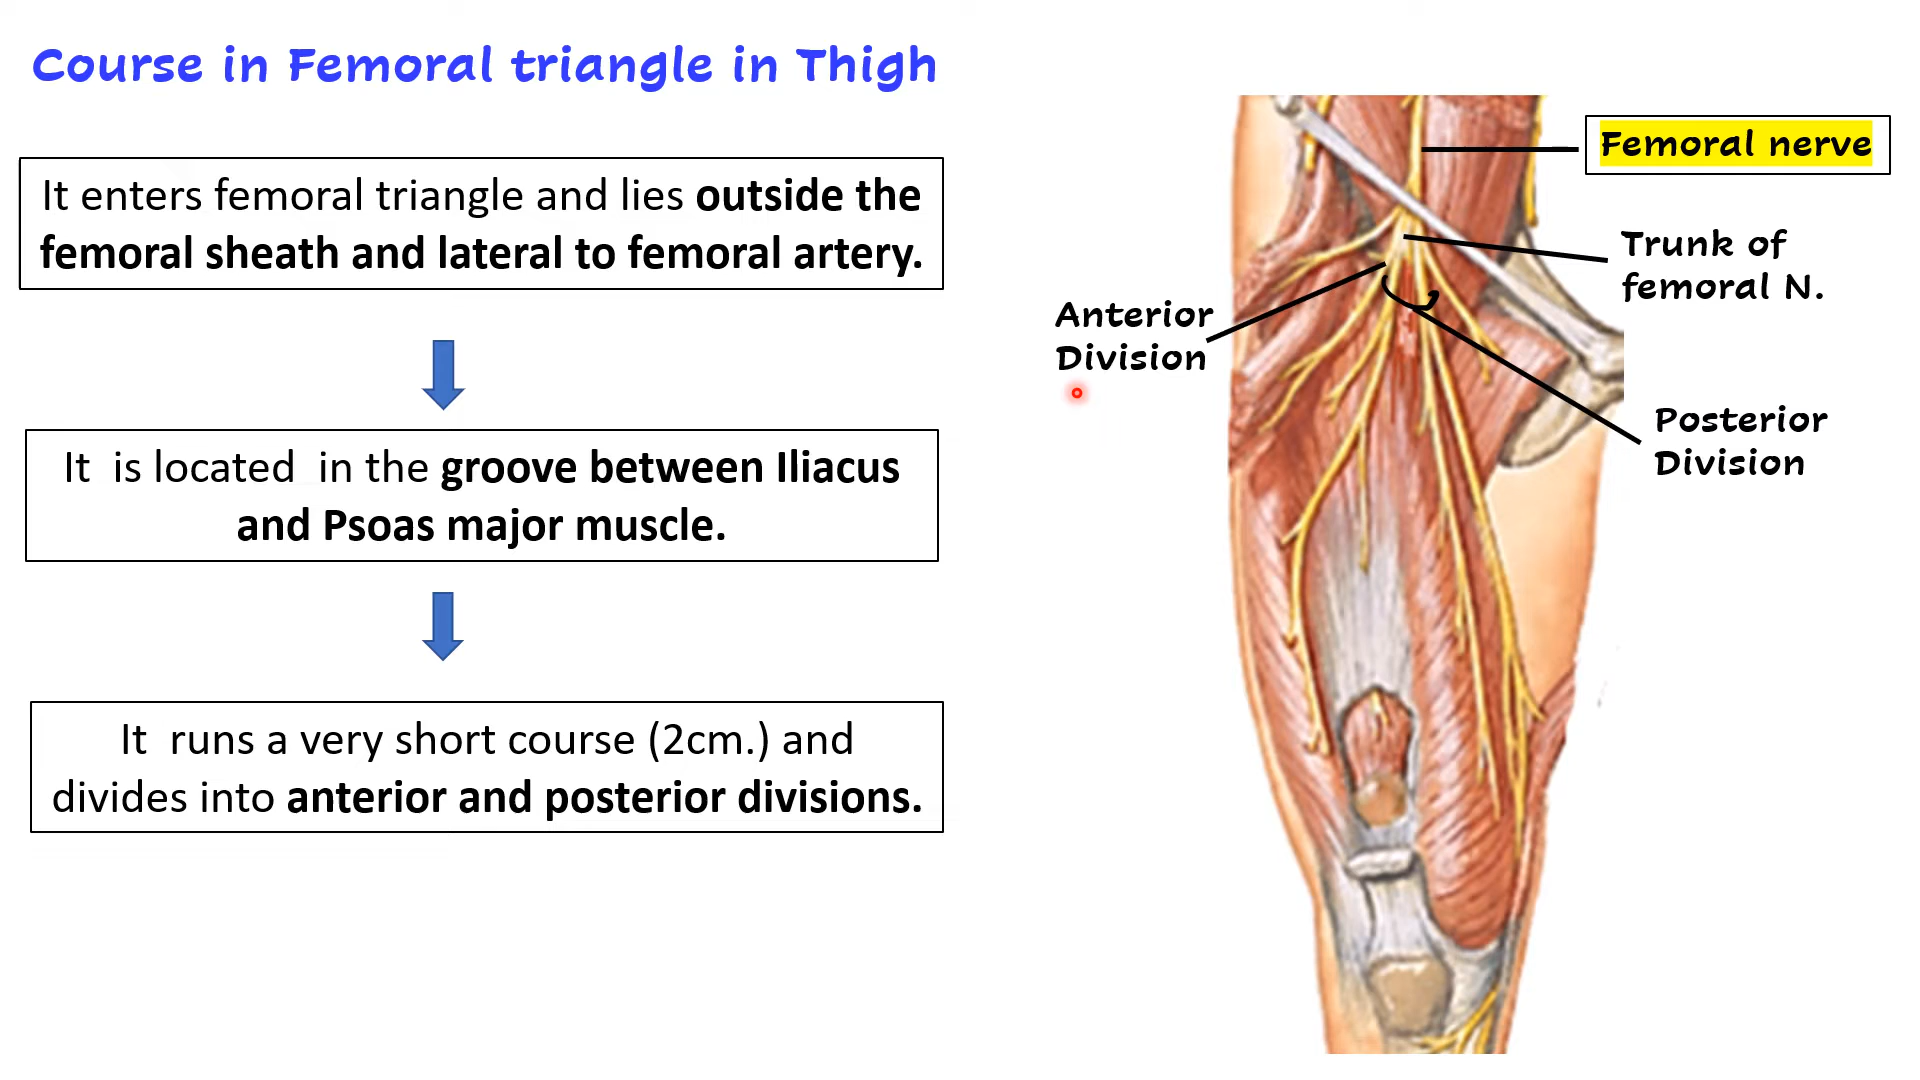 Course in Femoral triangle in Thigh
It enters femoral triangle and lies outside the
femoral sheath and lateral to femoral artery.
It is located in the groove between Iliacus
and Psoas major muscle.
It runs a very short course (2cm.) and
divides into anterior and posterior divisions.
Femoral nerve
Trunk of
femoral N.
Anterior
Division
Posterior
Division